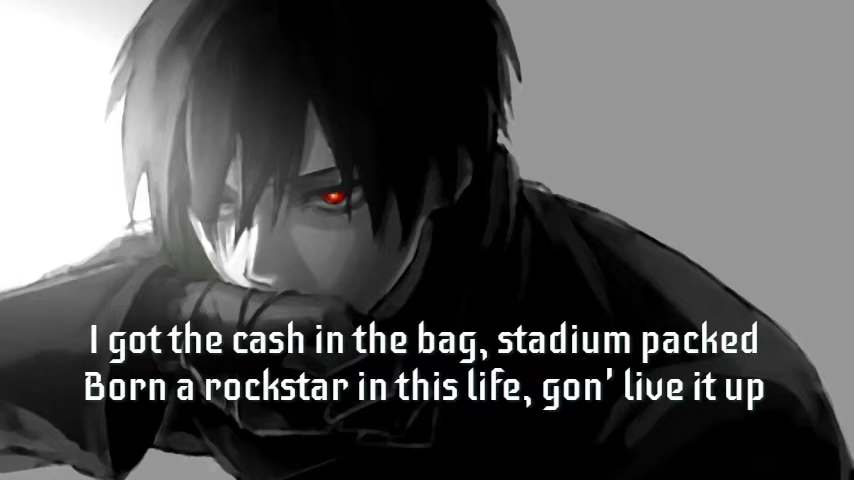 I got the cash in the bag, stadium packed
Born a rockstar in this life, gon' live it up